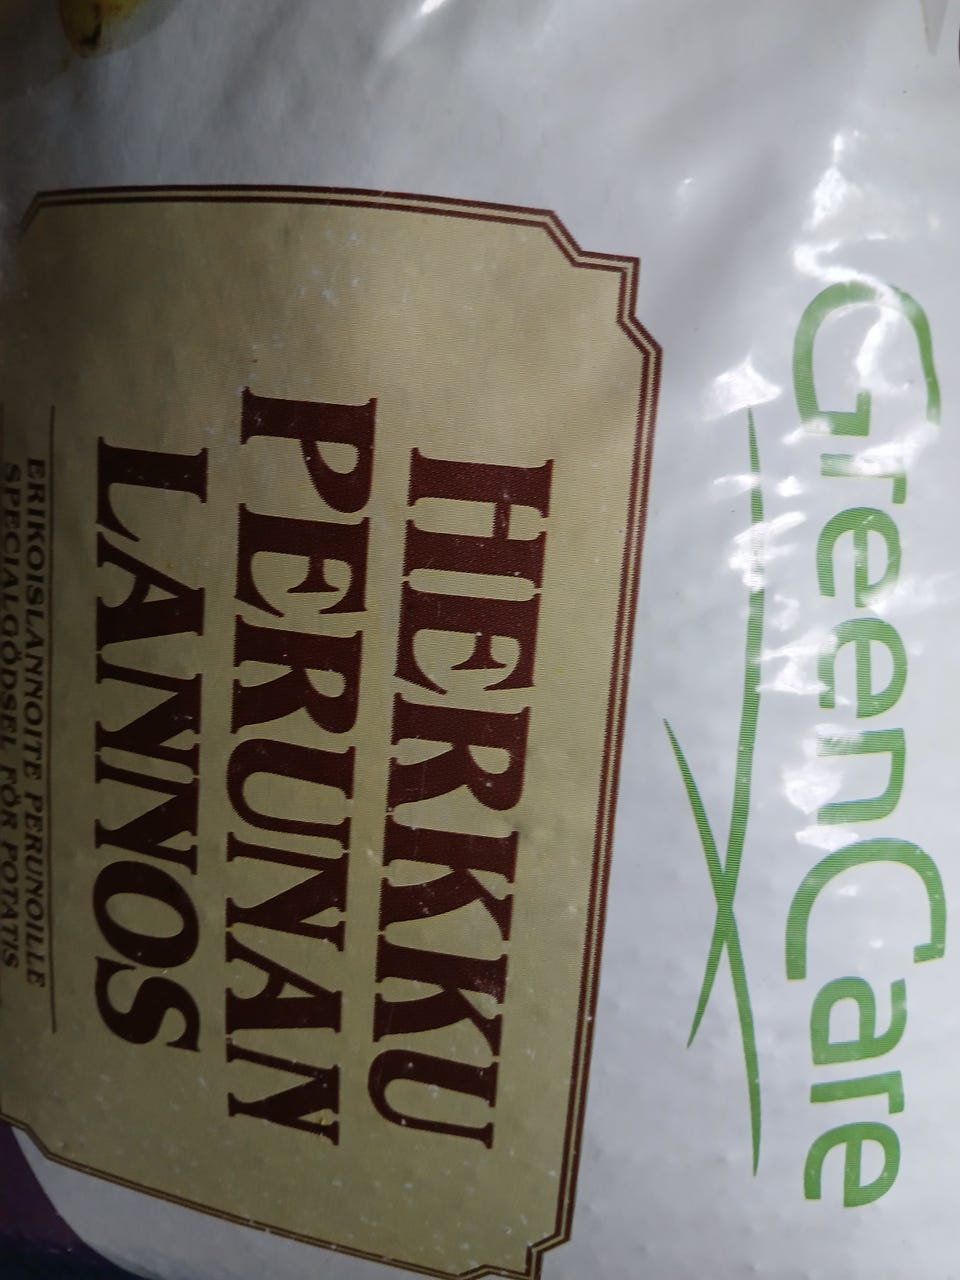 GreenCare
HERKKU
PERUNAN
LANNOS
ERIKOISLANNOITE PERUNOILLE
SPECIALGÖDSEL FÖR POTATIS